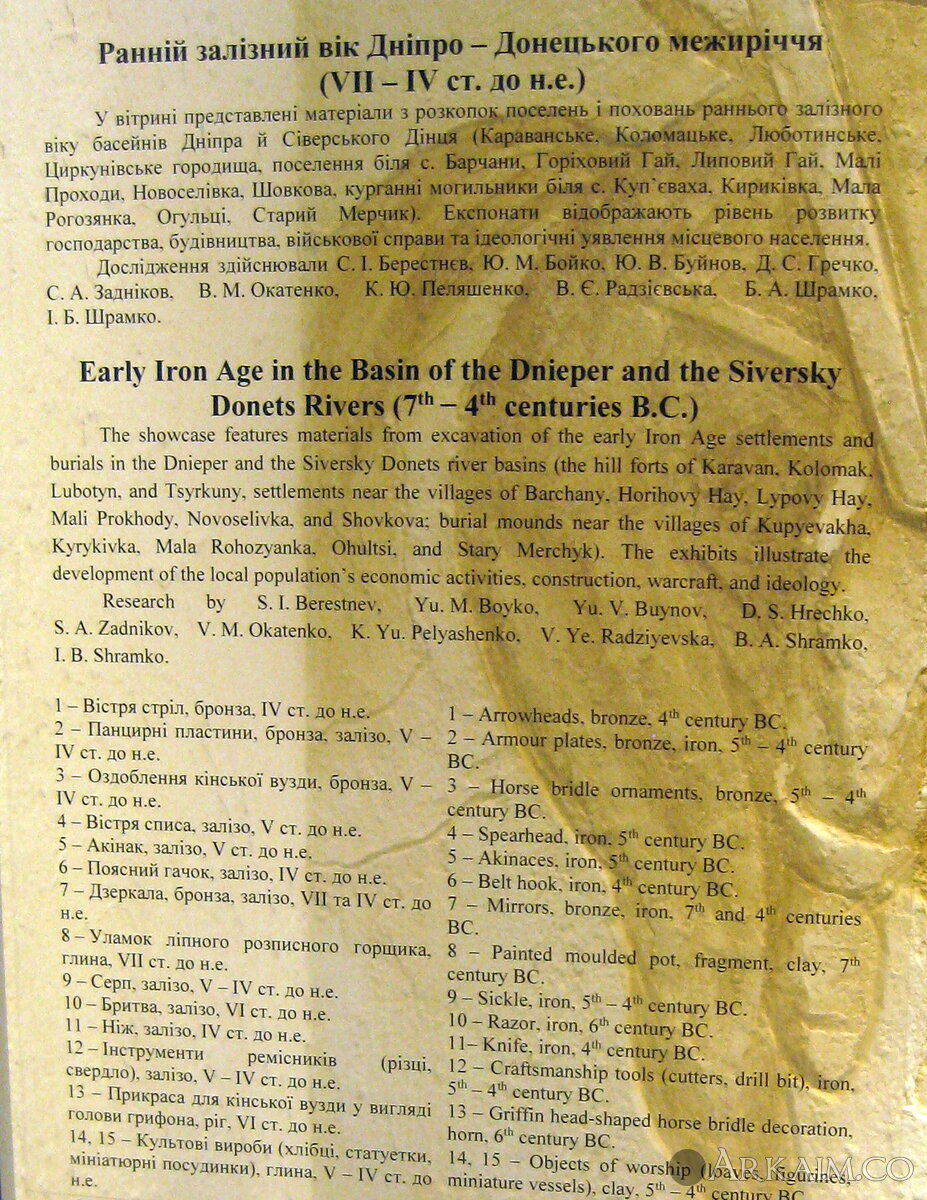 Ранній залізний вік Дніпро – Донецького межиріччя
(VII – IV ст. до н.е.)
У вітрині представлені матеріали з розкопок поселень і поховань раннього залізного
віку басейнів Дніпра й Сіверського Дінця (Караванське, Коломацьке, Люботинське,
Циркунівське городища, поселення біля с. Барчани, Горіховий Гай, Липовий Гай, Малі
Проходи, Новоселівка, Шовкова, курганні могильники біля с. Куп`єваха, Кириківка, Мала
Рогозянка, Огульці, Старий Мерчик). Експонати відображають рівень розвитку
господарства, будівництва, військової справи та ідеологічні уявлення місцевого населення.
Дослідження здійснювали С. І. Берестнєв, Ю. М. Бойко, Ю. В. Буйнов, Д. С. Гречко,
С. А. Задніков, В. М. Окатенко, К. Ю. Пеляшенко, В. Є. Радзієвська, Б. А. Шрамко,
І. Б. Шрамко.
Early Iron Age in the Basin of the Dnieper and the Siversky
Donets Rivers (7th – 4th centuries B.C.)
The showcase features materials from excavation of the early Iron Age settlements and
burials in the Dnieper and the Siversky Donets river basins (the hill forts of Karavan, Kolomak,
Lubotyn, and Tsyrkuny, settlements near the villages of Barchany, Horihovy Hay, Lypovy Hay,
Mali Prokhody, Novoselivka, and Shovkova; burial mounds near the villages of Kupyevakha,
Kyrykivka, Mala Rohozyanka, Ohultsi, and Stary Merchyk). The exhibits illustrate the
development of the local population`s economic activities, construction, warcraft, and ideology.
Research by S. I. Berestnev, Yu. M. Boyko, Yu. V. Buynov, D. S. Hrechko,
S. A. Zadnikov, V. M. Okatenko, K. Yu. Pelyashenko, V. Ye. Radziyevska, B. A. Shramko,
I. B. Shramko.
1 – Вістря стріл, бронза, IV ст. до н.е.
2 – Панцирні пластини, бронза, залізо, V –
IV ст. до н.е.
3 – Оздоблення кінської вузди, бронза, V –
IV ст. до н.е.
4 – Вістря списа, залізо, V ст. до н.е.
5 – Акінак, залізо, V ст. до н.е.
6 – Поясний гачок, залізо, IV ст. до н.е.
7 – Дзеркала, бронза, залізо, VII та IV ст. до
н.е.
8 – Уламок ліпного розписного горщика,
глина, VII ст. до н.е.
9 – Серп, залізо, V – IV ст. до н.е.
10 – Бритва, залізо, VI ст. до н.е.
11 – Ніж, залізо, IV ст. до н.е.
12 – Інструменти ремісників (різці,
свердло), залізо, V – IV ст. до н.е.
13 – Прикраса для кінської вузди у вигляді
голови грифона, ріг, VI ст. до н.е.
14, 15 – Культові вироби (хлібці, статуетки,
мініатюрні посудинки), глина, V – IV ст. до
н.е.
1 – Arrowheads, bronze, 4th century BC.
2 – Armour plates, bronze, iron, 5th – 4th century
BC.
3 – Horse bridle ornaments, bronze, 5th – 4th
century BC.
4 – Spearhead, iron, 5th century BC.
5 – Akinaces, iron, 5th century BC.
6 – Belt hook, iron, 4th century BC.
7 – Mirrors, bronze, iron, 7th and 4th centuries
BC.
8 – Painted moulded pot, fragment, clay, 7th
century BC.
9 – Sickle, iron, 5th – 4th century BC.
10 – Razor, iron, 6th century BC.
11– Knife, iron, 4th century BC.
12 – Craftsmanship tools (cutters, drill bit), iron,
5th – 4th century BC.
13 – Griffin head-shaped horse bridle decoration,
horn, 6th century BC.
14, 15 – Objects of worship (loaves, figurines,
miniature vessels), clay, 5th – 4th century BC.
ARKAIM.CO